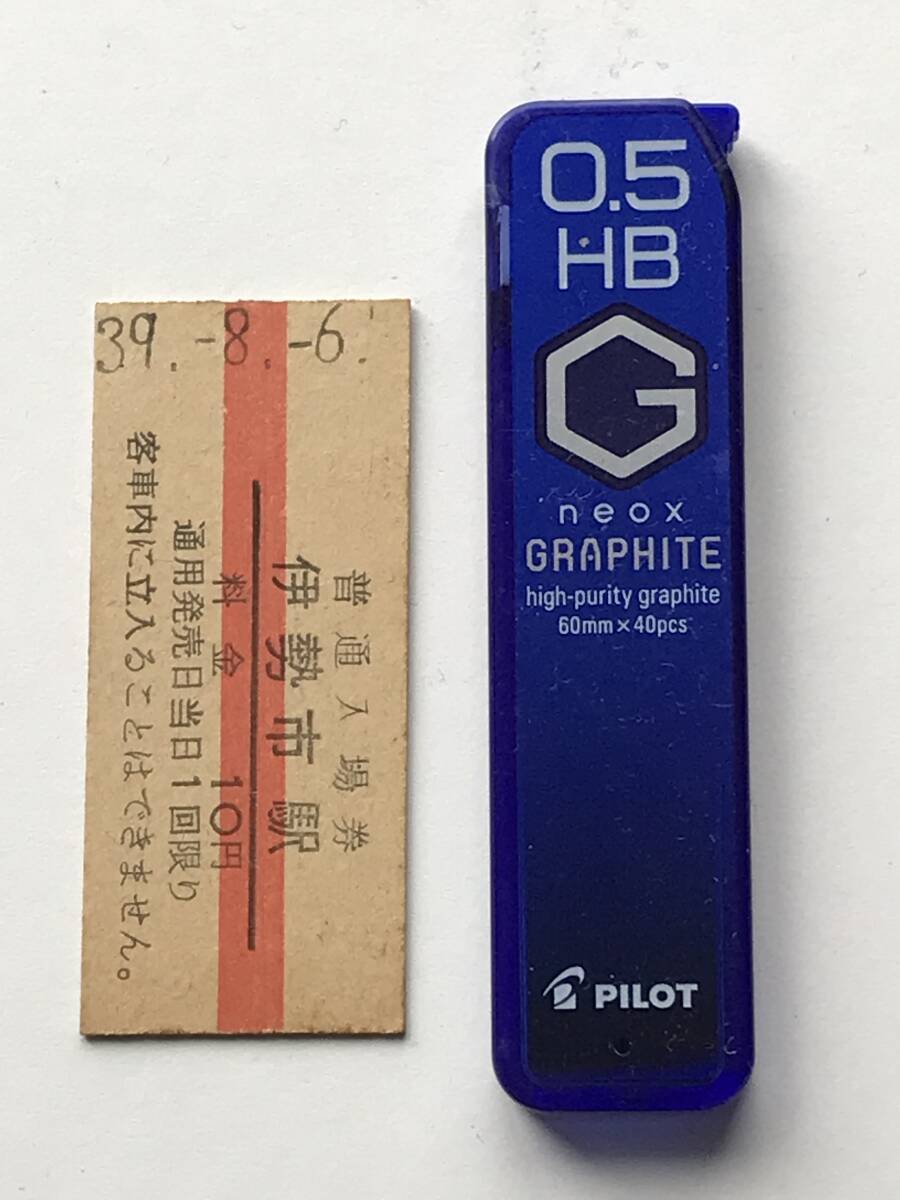 39.-8.-6.
普通入場券
伊勢市駅
料金 10円
通用発売日当日1回限り
客車内に立入ることはできません。
0.5
HB
G
neox
GRAPHITE
high-purity graphite
60mm×40pcs
PILOT